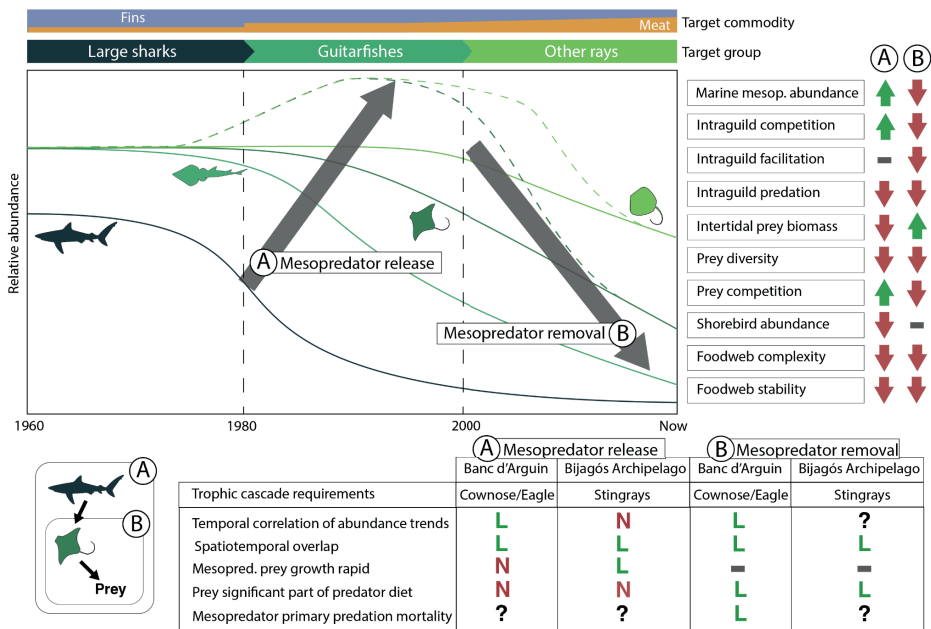 Fins
Meat
Target commodity
Large sharks
Guitarfishes
Other rays
Target group
A
B
Marine mesop. abundance
Intraguild competition
Intraguild facilitation
Intraguild predation
Intertidal prey biomass
Prey diversity
Prey competition
Shorebird abundance
Foodweb complexity
Foodweb stability
Relative abundance
A Mesopredator release
Mesopredator removal B
1960
1980
2000
Now
A
B
Prey
A Mesopredator release
B Mesopredator removal
Banc d'Arguin
Bijagós Archipelago
Banc d'Arguin
Bijagós Archipelago
Trophic cascade requirements
Cownose/Eagle
Stingrays
Cownose/Eagle
Stingrays
Temporal correlation of abundance trends L N L ?
Spatiotemporal overlap L L L L
Mesopred. prey growth rapid N L
Prey significant part of predator diet N N L L
Mesopredator primary predation mortality ? ? L ?